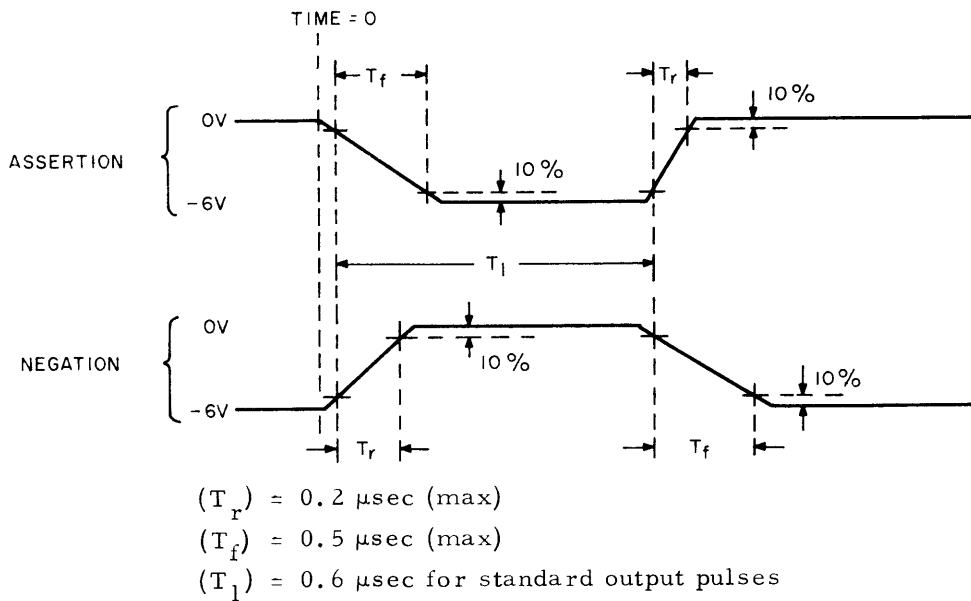 TIME = 0
T_f
T_r
10%
0V
ASSERTION
10%
-6V
T_1
0V
NEGATION
10%
10%
-6V
T_r
T_f
(T_r) = 0.2 µsec (max)
(T_f) = 0.5 µsec (max)
(T_1) = 0.6 µsec for standard output pulses